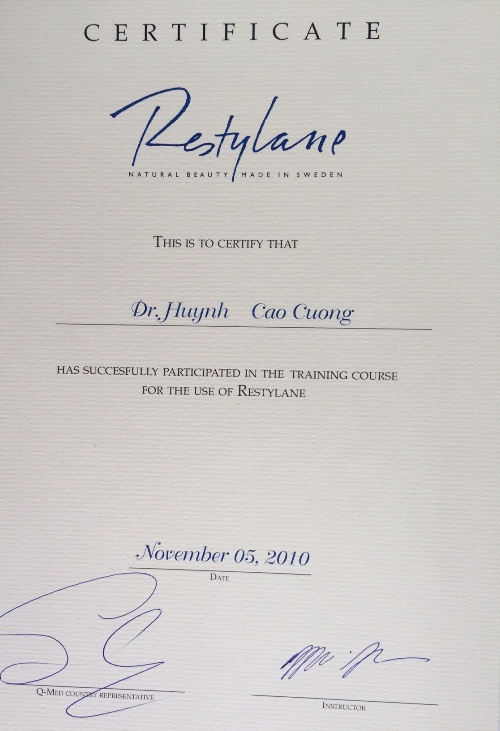 CERTIFICATE
Restylane
NATURAL BEAUTY MADE IN SWEDEN
THIS IS TO CERTIFY THAT
Dr. Huynh Cao Cuong
HAS SUCCESFULLY PARTICIPATED IN THE TRAINING COURSE
FOR THE USE OF RESTYLANE
November 05, 2010
DATE
Q-MED COUNTRY REPRESENTATIVE
INSTRUCTOR